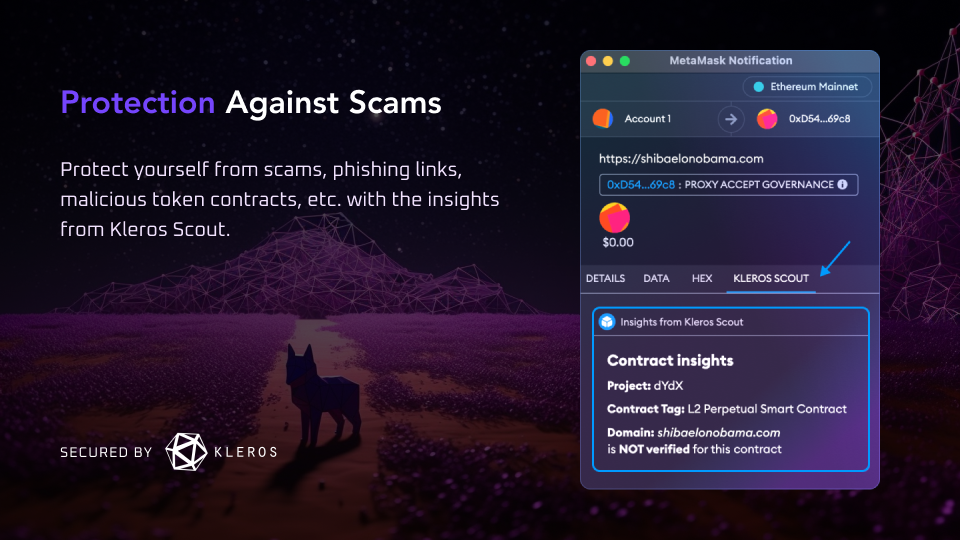 Protection Against Scams
Protect yourself from scams, phishing links,
malicious token contracts, etc. with the insights
from Kleros Scout.
SECURED BY KLEROS
MetaMask Notification
Ethereum Mainnet
Account 1
0xD54...69c8
https://shibaelonobama.com
0xD54...69c8 : PROXY ACCEPT GOVERNANCE
$0.00
DETAILS DATA HEX KLEROS SCOUT
Insights from Kleros Scout
Contract insights
Project: dYdX
Contract Tag: L2 Perpetual Smart Contract
Domain: shibaelonobama.com
is NOT verified for this contract